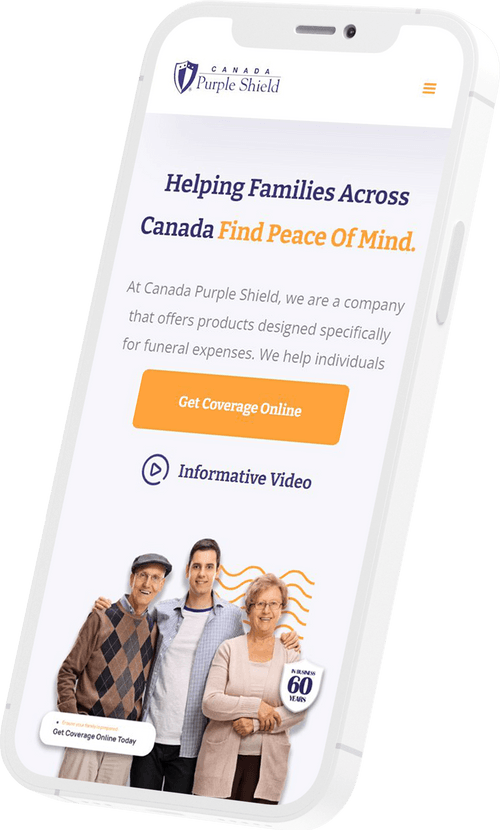 CANADA
Purple Shield
Helping Families Across
Canada Find Peace Of Mind.
At Canada Purple Shield, we are a company
that offers products designed specifically
for funeral expenses. We help individuals
Get Coverage Online
Informative Video
IN BUSINESS
60
YEARS
Get Coverage Online Today